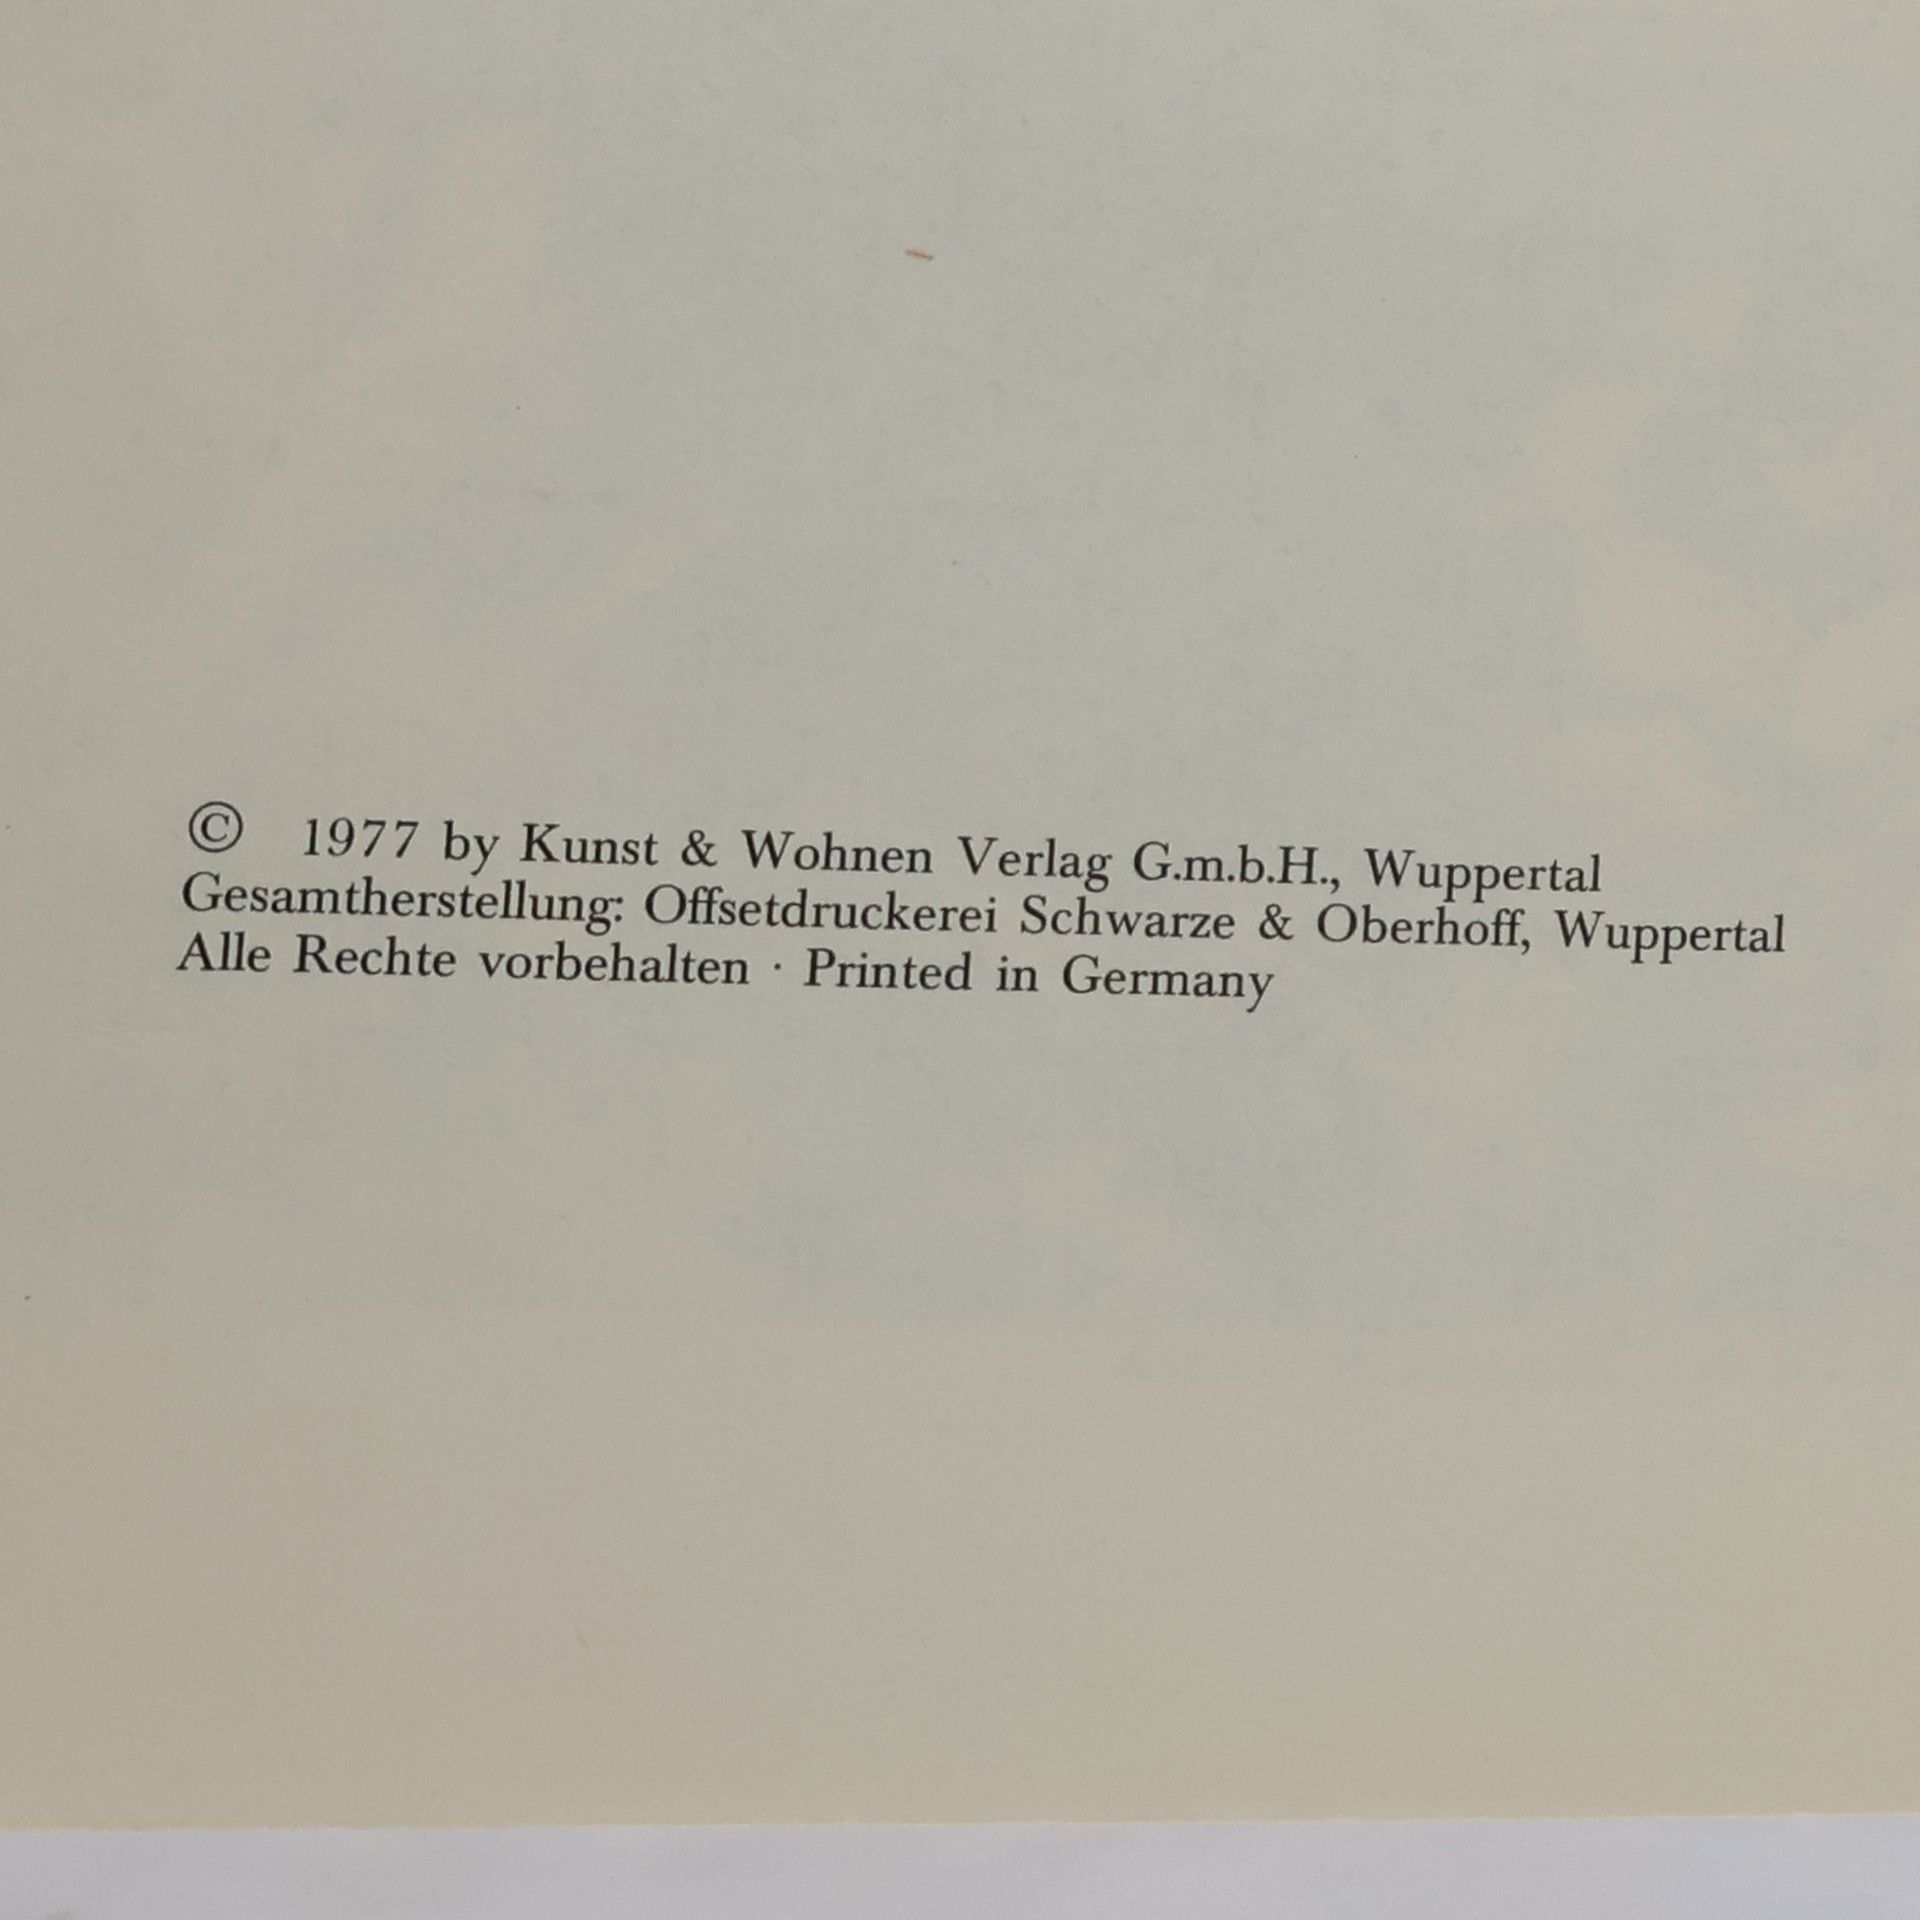 © 1977 by Kunst & Wohnen Verlag G.m.b.H., Wuppertal
Gesamtherstellung: Offsetdruckerei Schwarze & Oberhoff, Wuppertal
Alle Rechte vorbehalten · Printed in Germany